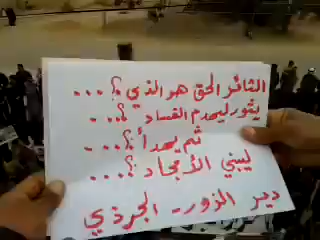 الثائر الحق هو الذي؟...
يثور ليهدم الفساد؟...
ثم يهدأ؟...
ليبني الأمجاد؟...
دير الزور - الجرذي